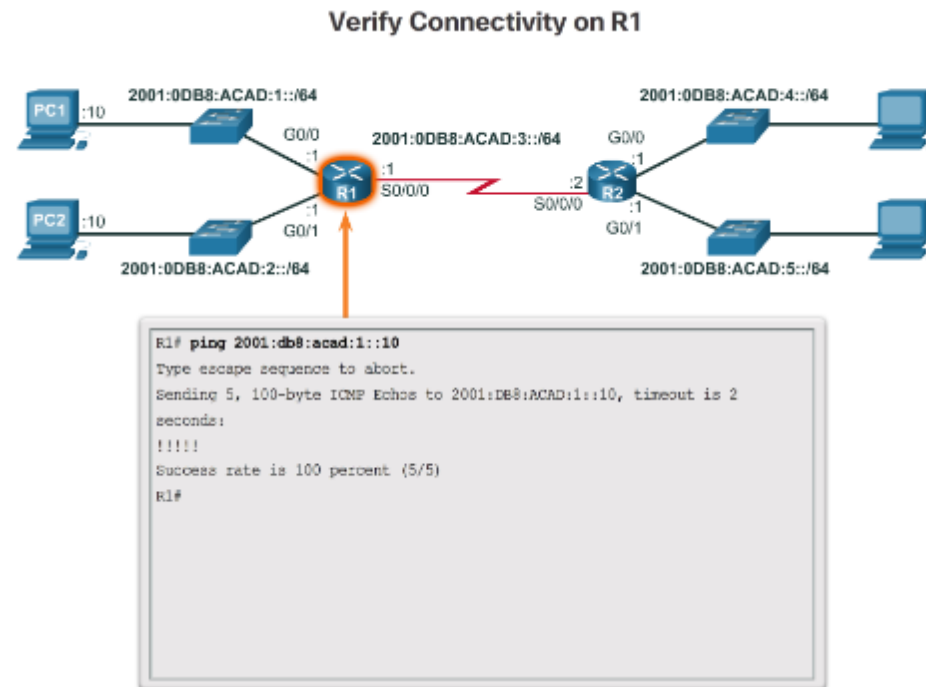 Verify Connectivity on R1
PC1 :10
2001:0DB8:ACAD:1::/64
G0/0
:1
2001:0DB8:ACAD:3::/64
:1
S0/0/0
R1
PC2 :10
:1
G0/1
2001:0DB8:ACAD:2::/64
2001:0DB8:ACAD:4::/64
G0/0
:1
:2
S0/0/0
R2
:1
G0/1
2001:0DB8:ACAD:5::/64
R1# ping 2001:db8:acad:1::10
Type escape sequence to abort.
Sending 5, 100-byte ICMP Echos to 2001:DB8:ACAD:1::10, timeout is 2
seconds:
!!!!!
Success rate is 100 percent (5/5)
R1#